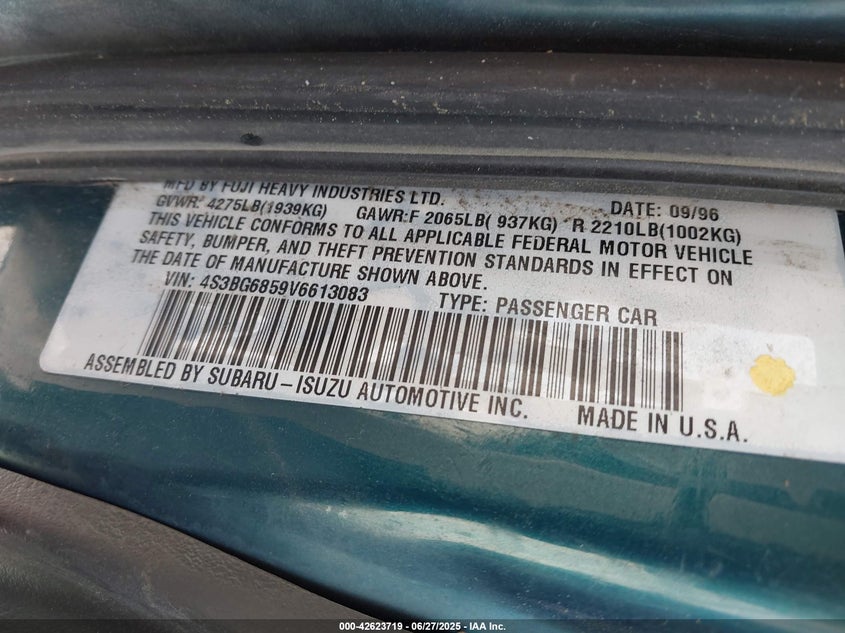 MFD BY FUJI HEAVY INDUSTRIES LTD. DATE: 09/96
GVWR: 4275LB(1939KG) GAWR:F 2065LB( 937KG) R 2210LB(1002KG)
THIS VEHICLE CONFORMS TO ALL APPLICABLE FEDERAL MOTOR VEHICLE
SAFETY, BUMPER, AND THEFT PREVENTION STANDARDS IN EFFECT ON
THE DATE OF MANUFACTURE SHOWN ABOVE.
VIN: 4S3BG6859V6613083 TYPE: PASSENGER CAR
ASSEMBLED BY SUBARU-ISUZU AUTOMOTIVE INC. MADE IN U.S.A.
000-42623719 - 06/27/2025 - IAA Inc.